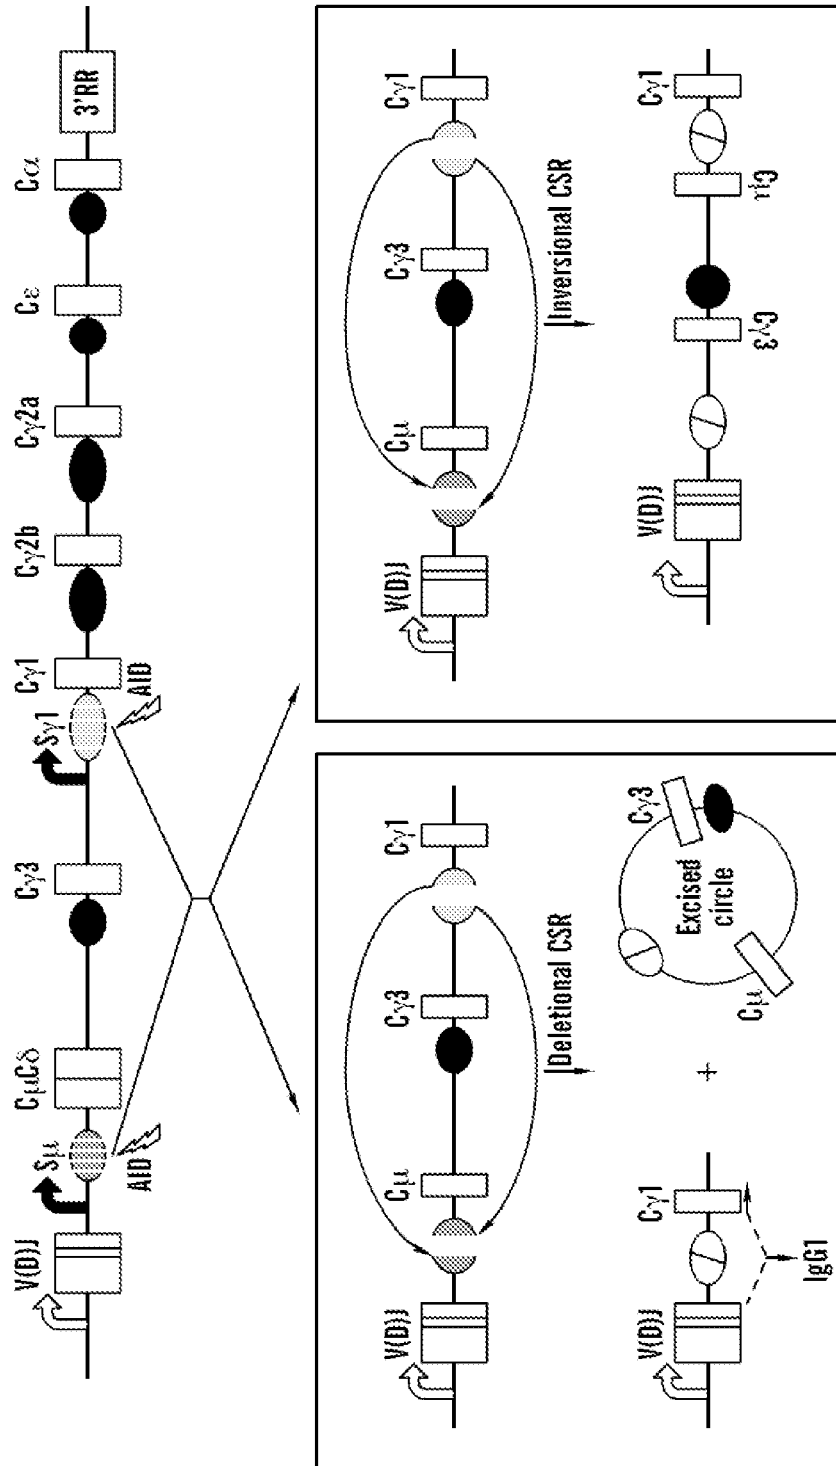 V(D)J
Sμ
CμCδ
Cγ3
Sγ1
Cγ1
Cγ2b
Cγ2a
Cε
Cα
3'RR
AID
AID
V(D)J
Cμ
Cγ3
Cγ1
Deletional CSR
V(D)J
Cγ1
IgG1
+
Cμ
Excised
circle
Cγ3
V(D)J
Cμ
Cγ3
Cγ1
Inversional CSR
V(D)J
Cγ3
Cμ
Cγ1